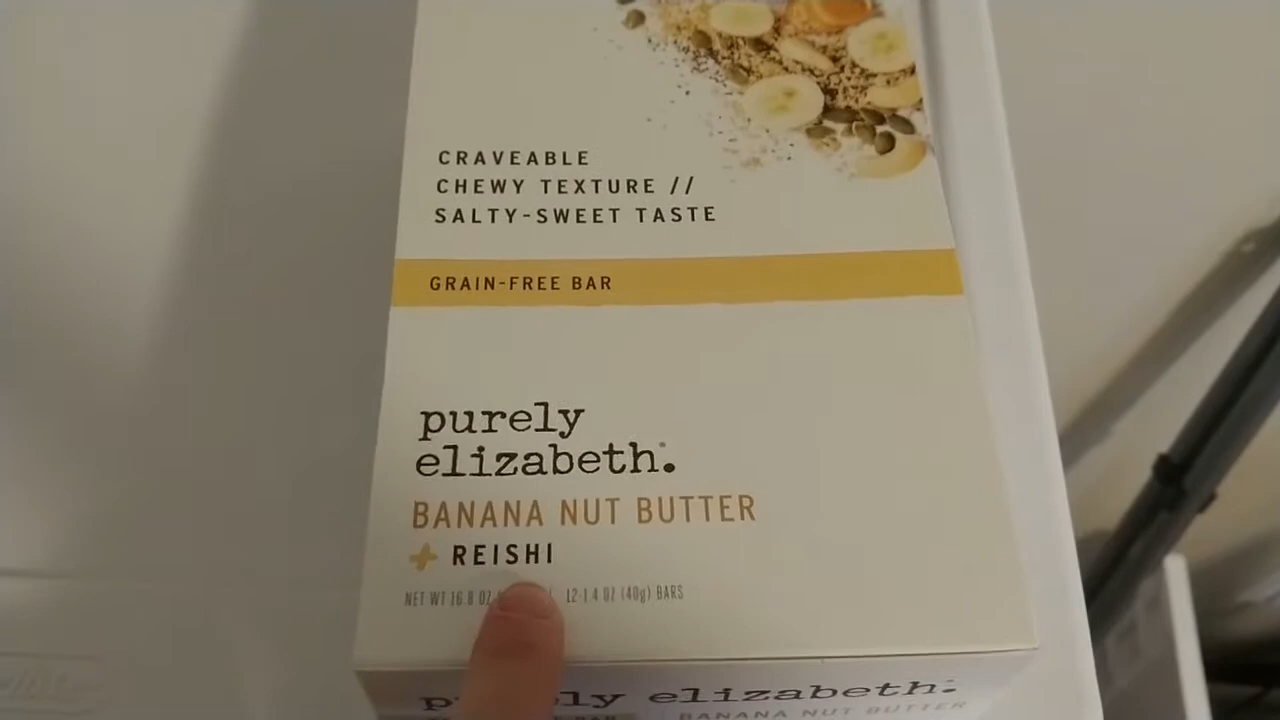 CRAVEABLE
CHEWY TEXTURE //
SALTY-SWEET TASTE
GRAIN-FREE BAR
purely
elizabeth.
BANANA NUT BUTTER
+ REISHI
NET WT 16.8 OZ 12-1.4 OZ (40g) BARS
elizabeth.
BAR BANANA NUT BUTTER